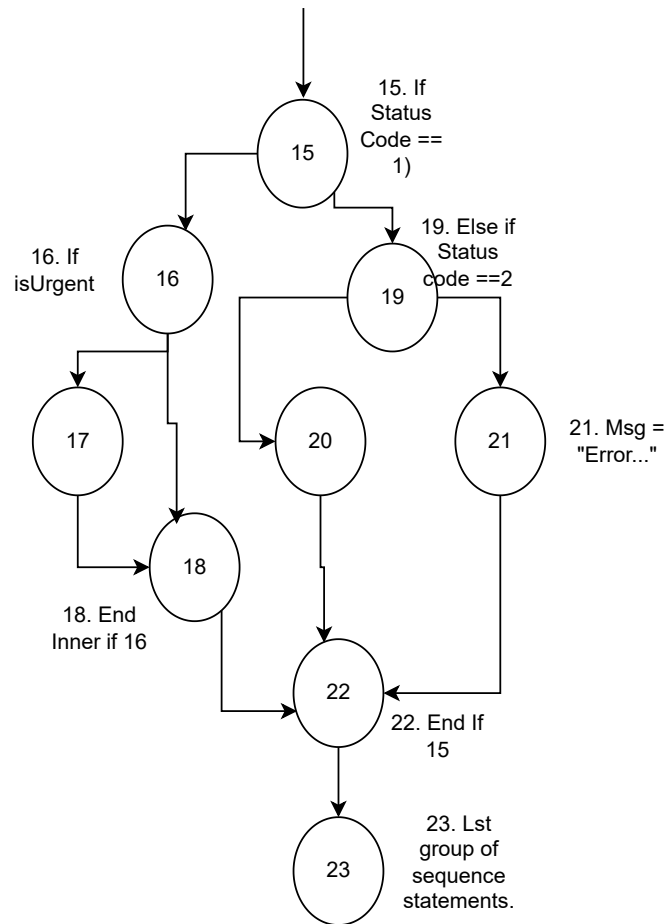 15. If
Status
Code ==
1)
15
19. Else if
Status
code ==2
16. If
isUrgent
16
19
17
20
21
21. Msg =
"Error..."
18
18. End
Inner if 16
22
22. End If
15
23. Lst
group of
sequence
statements.
23